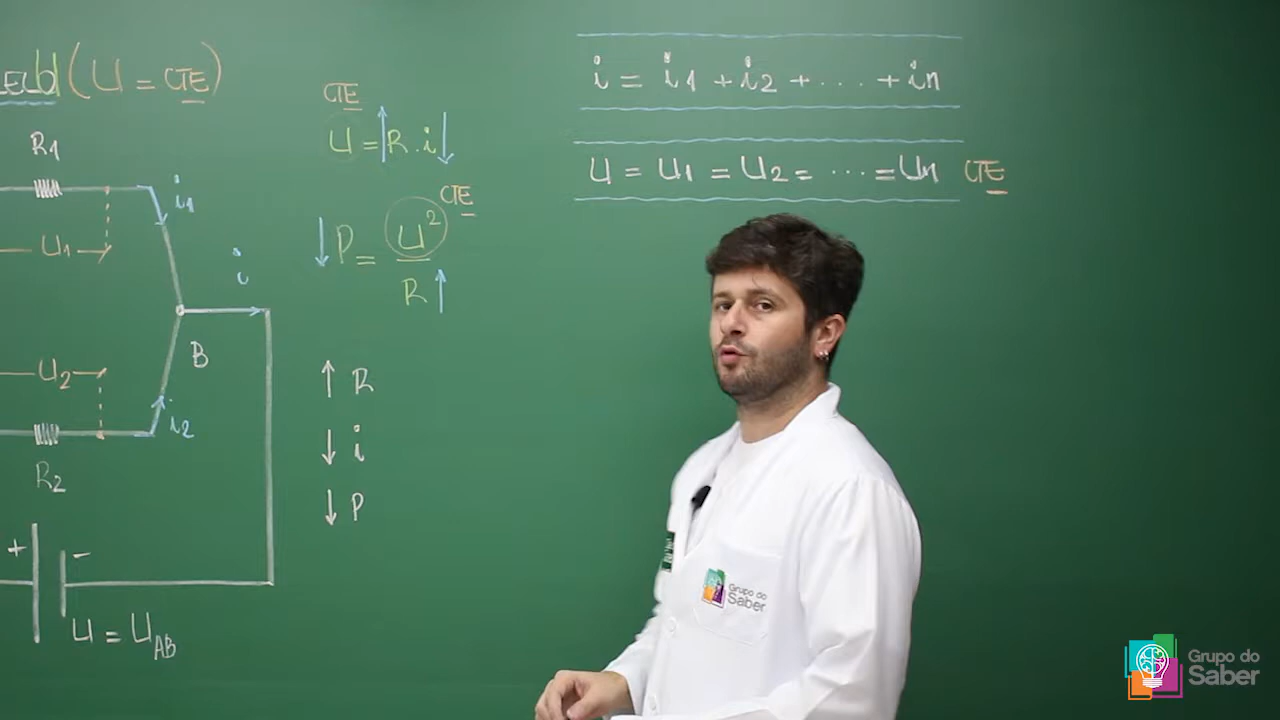 (U = CTE)
R1
i1
U1
i
B
U2
i2
R2
+ -
U = UAB
CTE
U = R . i
CTE
P = U²
R
R
i
P
i = i1 + i2 + .... + in
U = U1 = U2 = ... = Un CTE
Grupo do
Saber
Grupo do
Saber